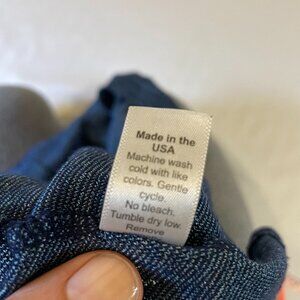 Made in the
USA
Machine wash
cold with like
colors. Gentle
cycle.
No bleach.
Tumble dry low.
Remove